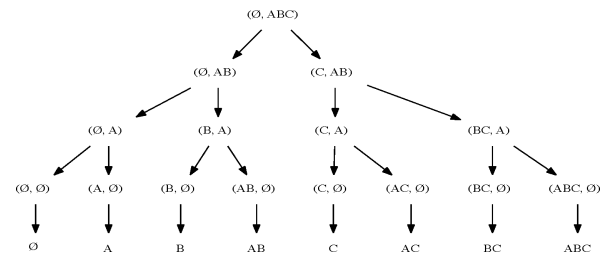 (Ø, ABC)
(Ø, AB) (C, AB)
(Ø, A) (B, A) (C, A) (BC, A)
(Ø, Ø) (A, Ø) (B, Ø) (AB, Ø) (C, Ø) (AC, Ø) (BC, Ø) (ABC, Ø)
Ø A B AB C AC BC ABC